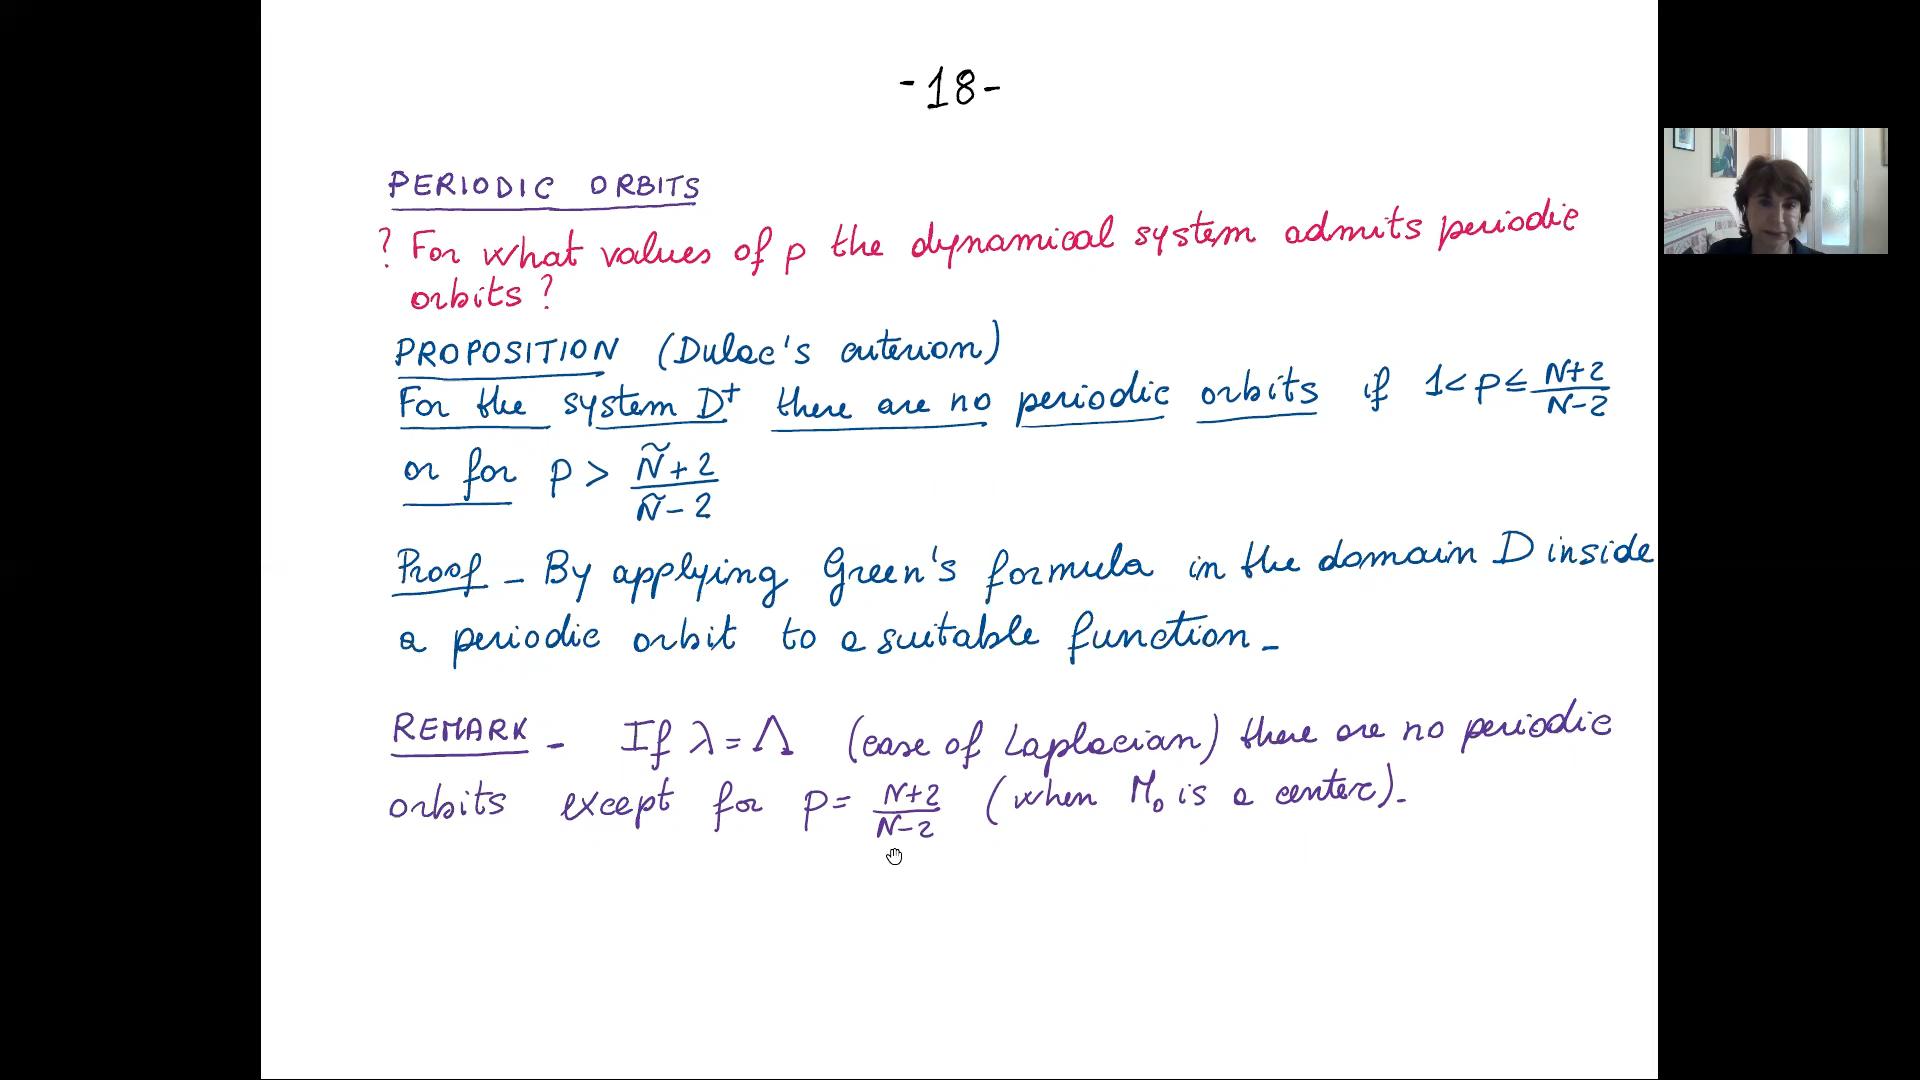 -18-
PERIODIC ORBITS
? For what values of p the dynamical system admits periodic
orbits ?
PROPOSITION (Dulac's criterion)
For the system D⁺ there are no periodic orbits if 1 < p ≤ \frac{N+2}{N-2}
or for p > \frac{Ñ+2}{Ñ-2}
Proof - By applying Green's formula in the domain D inside
a periodic orbit to a suitable function -
REMARK - If λ = Λ (case of Laplacian) there are no periodic
orbits except for p = \frac{N+2}{N-2} (when M₀ is a center).-